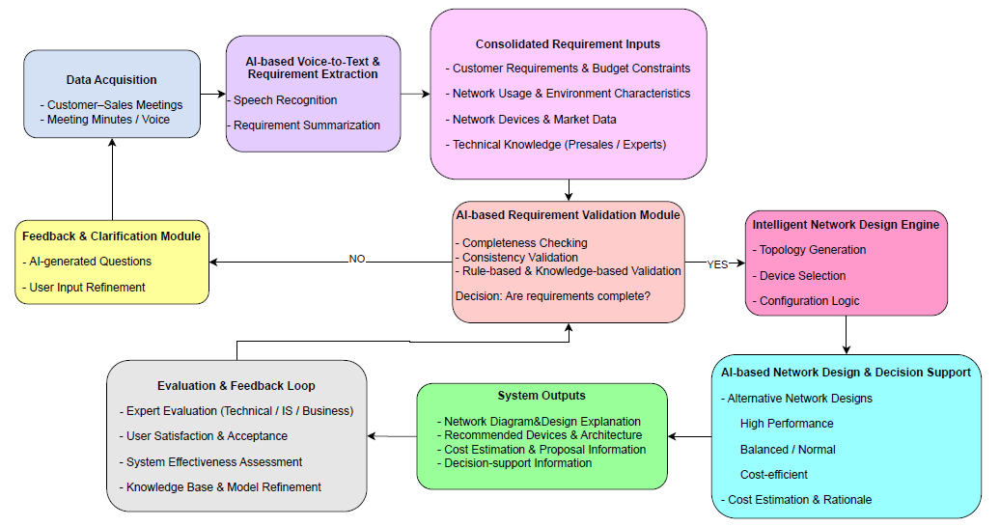 Data Acquisition
- Customer–Sales Meetings
- Meeting Minutes / Voice
AI-based Voice-to-Text &
Requirement Extraction
- Speech Recognition
- Requirement Summarization
Consolidated Requirement Inputs
- Customer Requirements & Budget Constraints
- Network Usage & Environment Characteristics
- Network Devices & Market Data
- Technical Knowledge (Presales / Experts)
Feedback & Clarification Module
- AI-generated Questions
- User Input Refinement
NO
AI-based Requirement Validation Module
- Completeness Checking
- Consistency Validation
- Rule-based & Knowledge-based Validation
Decision: Are requirements complete?
YES
Intelligent Network Design Engine
- Topology Generation
- Device Selection
- Configuration Logic
Evaluation & Feedback Loop
- Expert Evaluation (Technical / IS / Business)
- User Satisfaction & Acceptance
- System Effectiveness Assessment
- Knowledge Base & Model Refinement
System Outputs
- Network Diagram&Design Explanation
- Recommended Devices & Architecture
- Cost Estimation & Proposal Information
- Decision-support Information
AI-based Network Design & Decision Support
- Alternative Network Designs
High Performance
Balanced / Normal
Cost-efficient
- Cost Estimation & Rationale